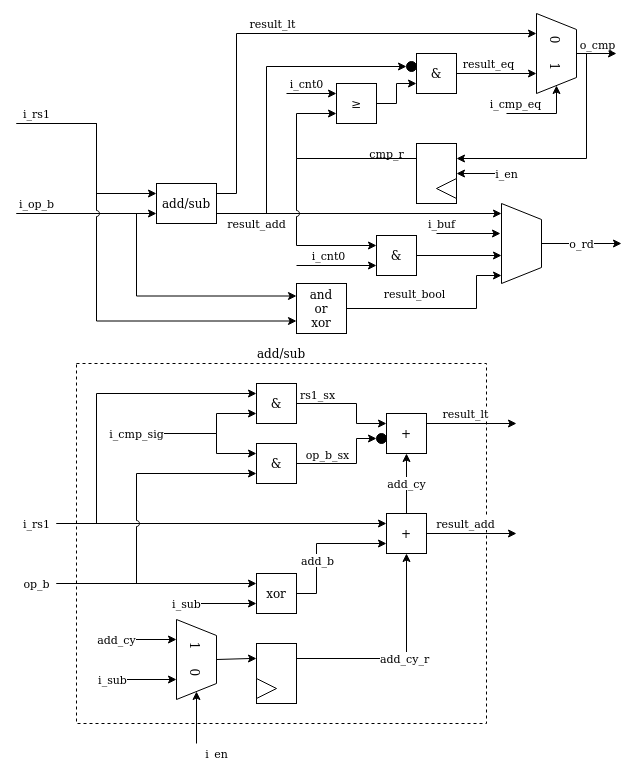 result_lt
0
1
o_cmp
&
result_eq
i_cnt0
≥
i_cmp_eq
i_rs1
cmp_r
i_en
i_op_b
add/sub
result_add
i_buf
o_rd
i_cnt0
&
and
or
xor
result_bool
add/sub
&
rs1_sx
result_lt
i_cmp_sig
+
&
op_b_sx
add_cy
i_rs1
+
result_add
add_b
op_b
xor
i_sub
add_cy
1
0
i_sub
add_cy_r
i_en